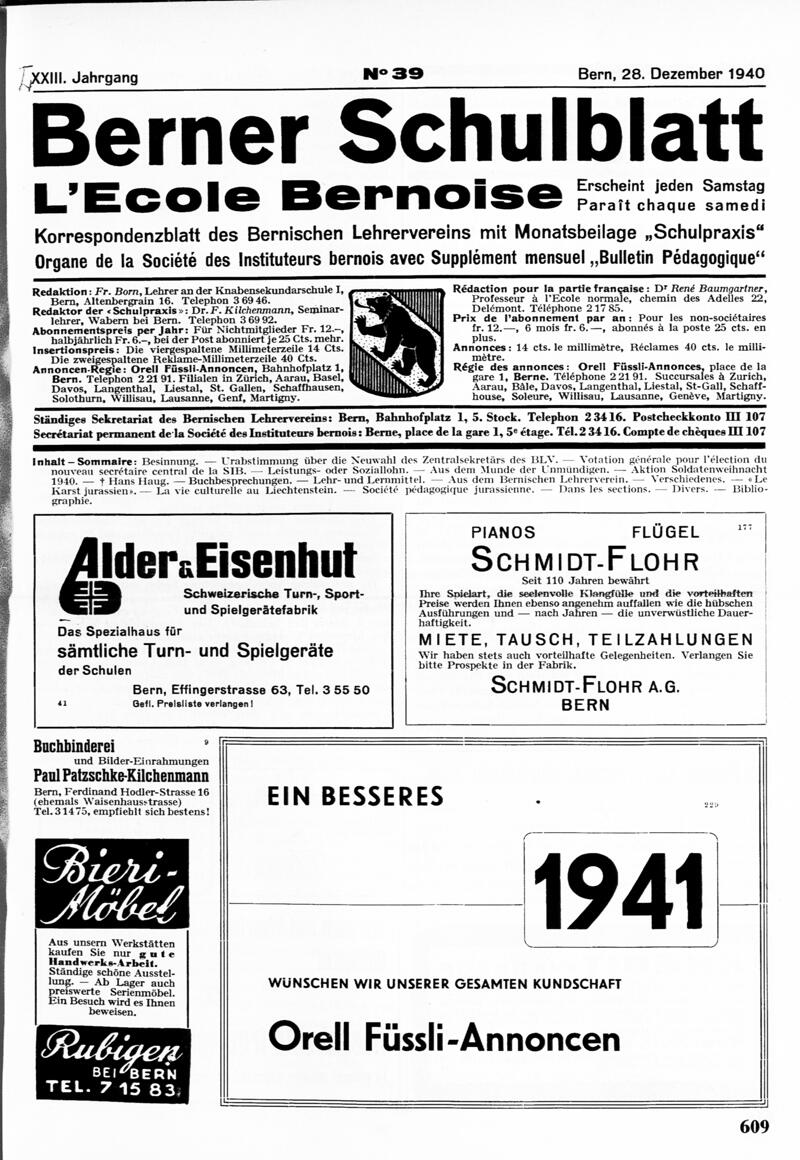 LXXIII. Jahrgang
N° 39
Bern, 28. Dezember 1940
Berner Schulblatt
L'Ecole Bernoise
Erscheint jeden Samstag
Paraît chaque samedi
Korrespondenzblatt des Bernischen Lehrervereins mit Monatsbeilage „Schulpraxis“
Organe de la Société des Instituteurs bernois avec Supplément mensuel „Bulletin Pédagogique“
Redaktion: Fr. Born, Lehrer an der Knabensekundarschule I,
Bern, Altenbergrain 16. Telephon 3 69 46.
Redaktor der «Schulpraxis»: Dr. F. Kilchenmann, Seminar-
lehrer, Wabern bei Bern. Telephon 3 69 92.
Abonnementspreis per Jahr: Für Nichtmitglieder Fr. 12.–,
halbjährlich Fr. 6.–, bei der Post abonniert je 25 Cts. mehr.
Insertionspreis: Die viergespaltene Millimeterzeile 14 Cts.
Die zweigespaltene Reklame-Millimeterzeile 40 Cts.
Annoncen-Regie: Orell Füssli-Annoncen, Bahnhofplatz 1,
Bern. Telephon 2 21 91. Filialen in Zürich, Aarau, Basel,
Davos, Langenthal, Liestal, St. Gallen, Schaffhausen,
Solothurn, Willisau, Lausanne, Genf, Martigny.
Rédaction pour la partie française: Dr René Baumgartner,
Professeur à l'Ecole normale, chemin des Adelles 22,
Delémont. Téléphone 2 17 85.
Prix de l'abonnement par an: Pour les non-sociétaires
fr. 12.—, 6 mois fr. 6.—, abonnés à la poste 25 cts. en
plus.
Annonces: 14 cts. le millimètre, Réclames 40 cts. le milli-
mètre.
Régie des annonces: Orell Füssli-Annonces, place de la
gare 1, Berne. Téléphone 2 21 91. Succursales à Zurich,
Aarau, Bâle, Davos, Langenthal, Liestal, St-Gall, Schaff-
house, Soleure, Willisau, Lausanne, Genève, Martigny.
Ständiges Sekretariat des Bernischen Lehrervereins: Bern, Bahnhofplatz 1, 5. Stock. Telephon 2 34 16. Postcheckkonto III 107
Secrétariat permanent de la Société des Instituteurs bernois: Berne, place de la gare 1, 5e étage. Tél. 2 34 16. Compte de chèques III 107
Inhalt – Sommaire: Besinnung. — Urabstimmung über die Neuwahl des Zentralsekretärs des BLV. — Votation générale pour l'élection du
nouveau secrétaire central de la SIB. — Leistungs- oder Soziallohn. — Aus dem Munde der Unmündigen. — Aktion Soldatenweihnacht
1940. — † Hans Haug. — Buchbesprechungen. — Lehr- und Lernmittel. — Aus dem Bernischen Lehrerverein. — Verschiedenes. — «Le
Karst jurassien». — La vie culturelle au Liechtenstein. — Société pédagogique jurassienne. — Dans les sections. — Divers. — Biblio-
graphie.
Alder & Eisenhut
Schweizerische Turn-, Sport-
und Spielgerätefabrik
Das Spezialhaus für
sämtliche Turn- und Spielgeräte
der Schulen
Bern, Effingerstrasse 63, Tel. 3 55 50
41
Gefl. Preisliste verlangen!
PIANOS FLÜGEL
177
SCHMIDT-FLOHR
Seit 110 Jahren bewährt
Ihre Spielart, die seelenvolle Klangfülle und die vorteilhaften
Preise werden Ihnen ebenso angenehm auffallen wie die hübschen
Ausführungen und — nach Jahren — die unverwüstliche Dauer-
haftigkeit.
MIETE, TAUSCH, TEILZAHLUNGEN
Wir haben stets auch vorteilhafte Gelegenheiten. Verlangen Sie
bitte Prospekte in der Fabrik.
SCHMIDT-FLOHR A.G.
BERN
Buchbinderei
9
und Bilder-Einrahmungen
Paul Patzschke-Kilchenmann
Bern, Ferdinand Hodler-Strasse 16
(ehemals Waisenhausstrasse)
Tel. 3 14 75, empfiehlt sich bestens!
Bieri-
Möbel
Aus unsern Werkstätten
kaufen Sie nur gute
Handwerks-Arbeit.
Ständige schöne Ausstel-
lung. — Ab Lager auch
preiswerte Serienmöbel.
Ein Besuch wird es Ihnen
beweisen.
Rubigen
BEI BERN
TEL. 7 15 83
EIN BESSERES
1941
WÜNSCHEN WIR UNSERER GESAMTEN KUNDSCHAFT
Orell Füssli-Annoncen
609